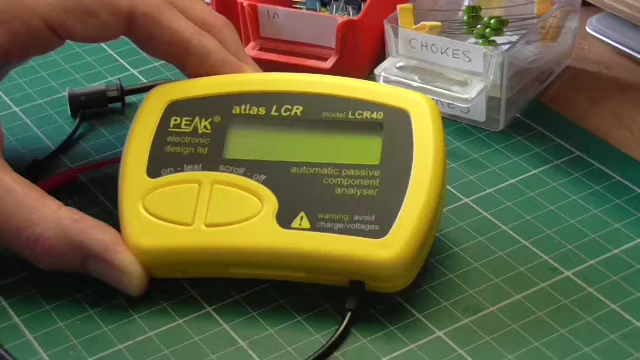 10
CHOKES
KES
atlas LCR
model LCR40
PEAK®
electronic
design ltd
on - test
scroll - off
automatic passive
component
analyser
warning: avoid
charge/voltages